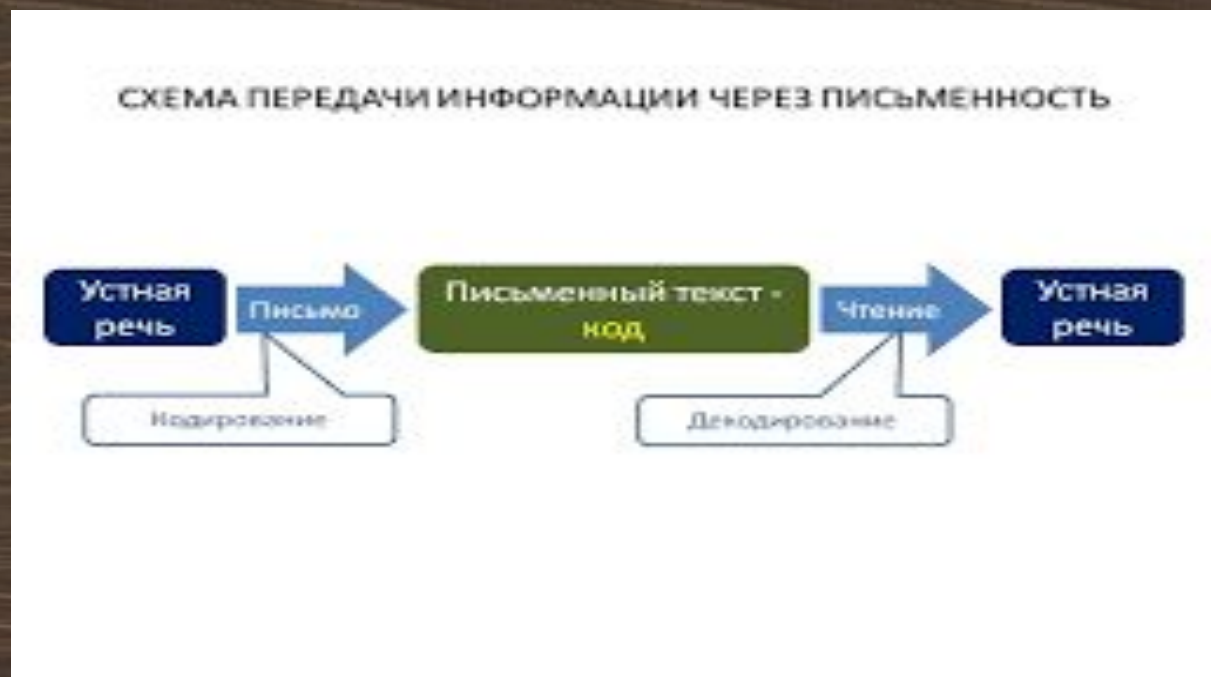 СХЕМА ПЕРЕДАЧИ ИНФОРМАЦИИ ЧЕРЕЗ ПИСЬМЕННОСТЬ
Устная
речь
Письмо
Письменный текст -
код
Чтение
Устная
речь
Кодирование
Декодирование